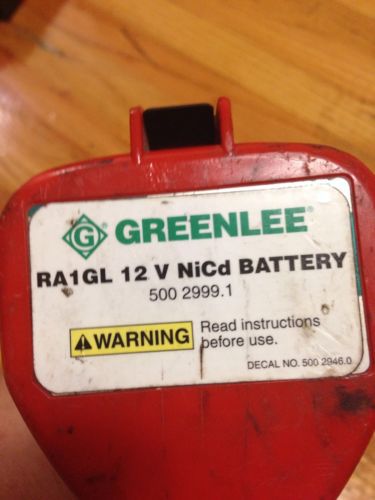 G GREENLEE®
RA1GL 12 V NiCd BATTERY
500 2999.1
WARNING Read instructions
before use.
DECAL NO. 500 2946.0